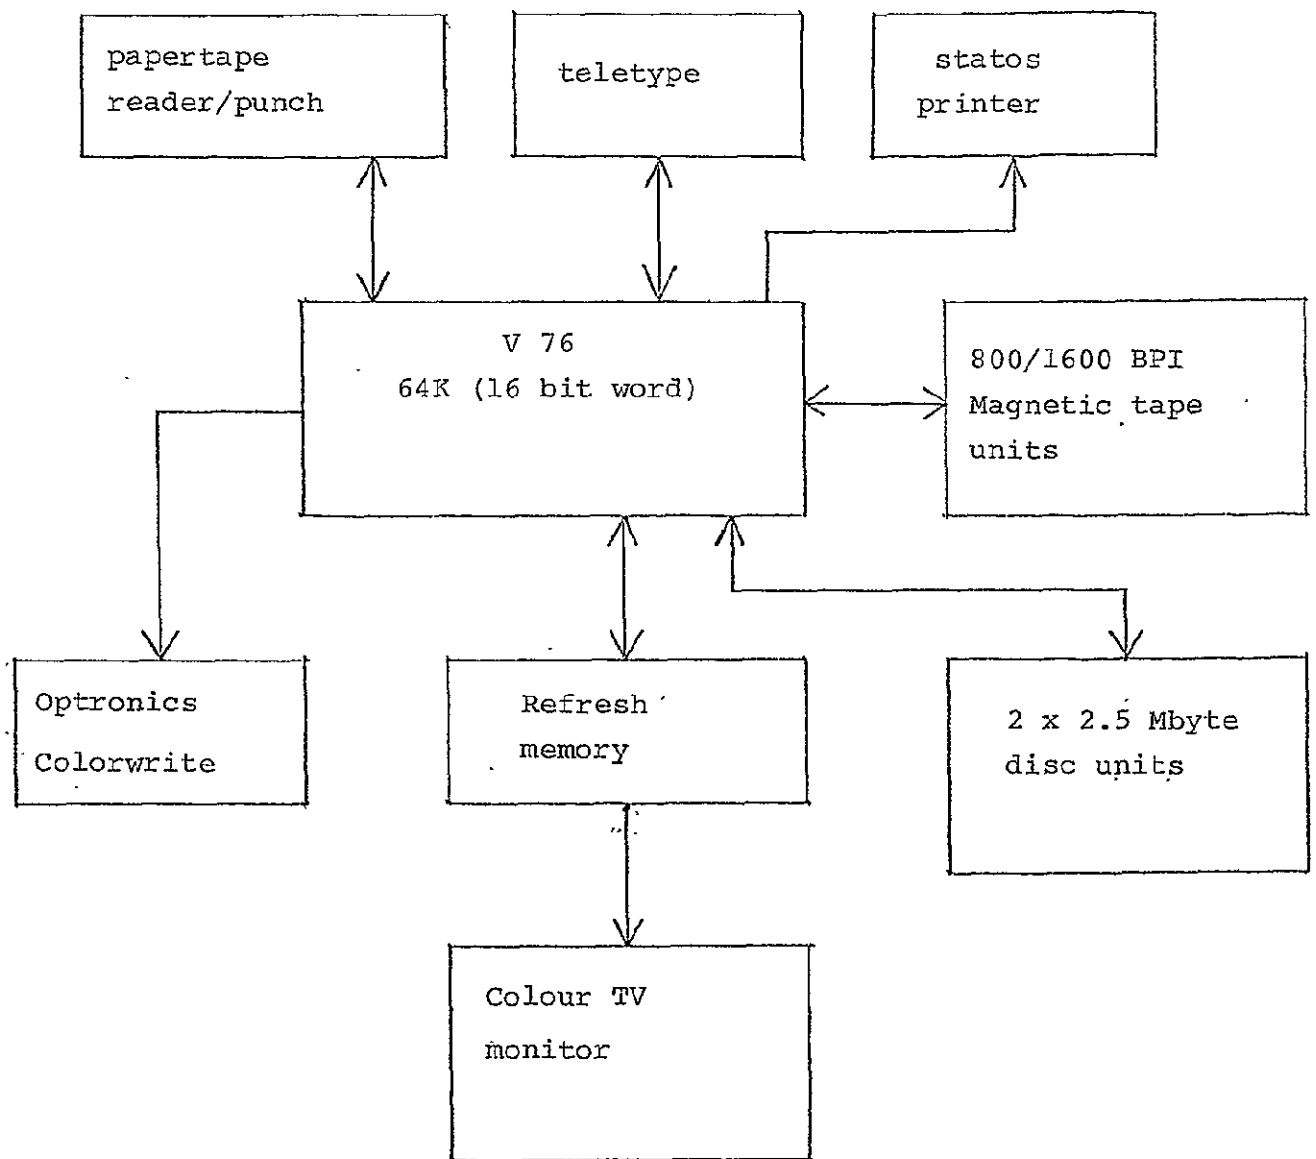 papertape
reader/punch
teletype
statos
printer
V 76
64K (16 bit word)
800/1600 BPI
Magnetic tape
units
Optronics
Colorwrite
Refresh
memory
2 x 2.5 Mbyte
disc units
Colour TV
monitor